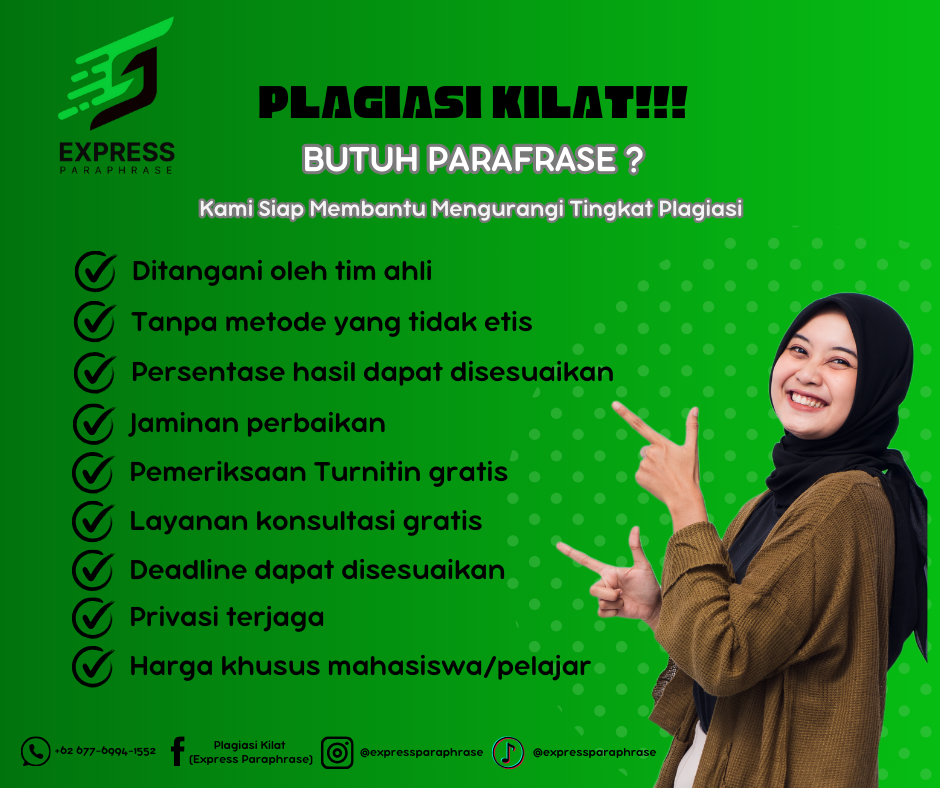 EXPRESS
PARAPHRASE
PLAGIASI KILAT!!!
BUTUH PARAFRASE ?
Kami Siap Membantu Mengurangi Tingkat Plagiasi
Ditangani oleh tim ahli
Tanpa metode yang tidak etis
Persentase hasil dapat disesuaikan
Jaminan perbaikan
Pemeriksaan Turnitin gratis
Layanan konsultasi gratis
Deadline dapat disesuaikan
Privasi terjaga
Harga khusus mahasiswa/pelajar
+62 677-6994-1552
Plagiasi Kilat
(Express Paraphrase)
@expressparaphrase
@expressparaphrase